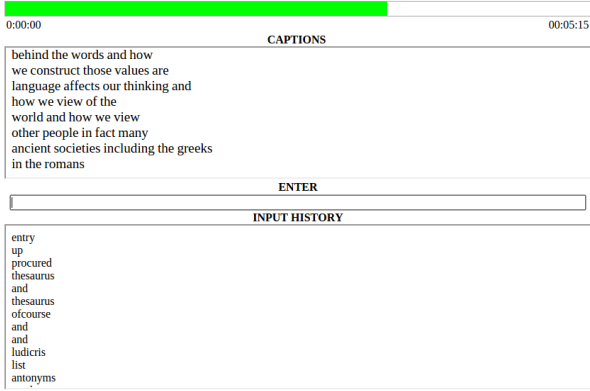 0:00:00 00:05:15
CAPTIONS
behind the words and how
we construct those values are
language affects our thinking and
how we view of the
world and how we view
other people in fact many
ancient societies including the greeks
in the romans
ENTER
INPUT HISTORY
entry
up
procured
thesaurus
and
thesaurus
ofcourse
and
and
ludicris
list
antonyms